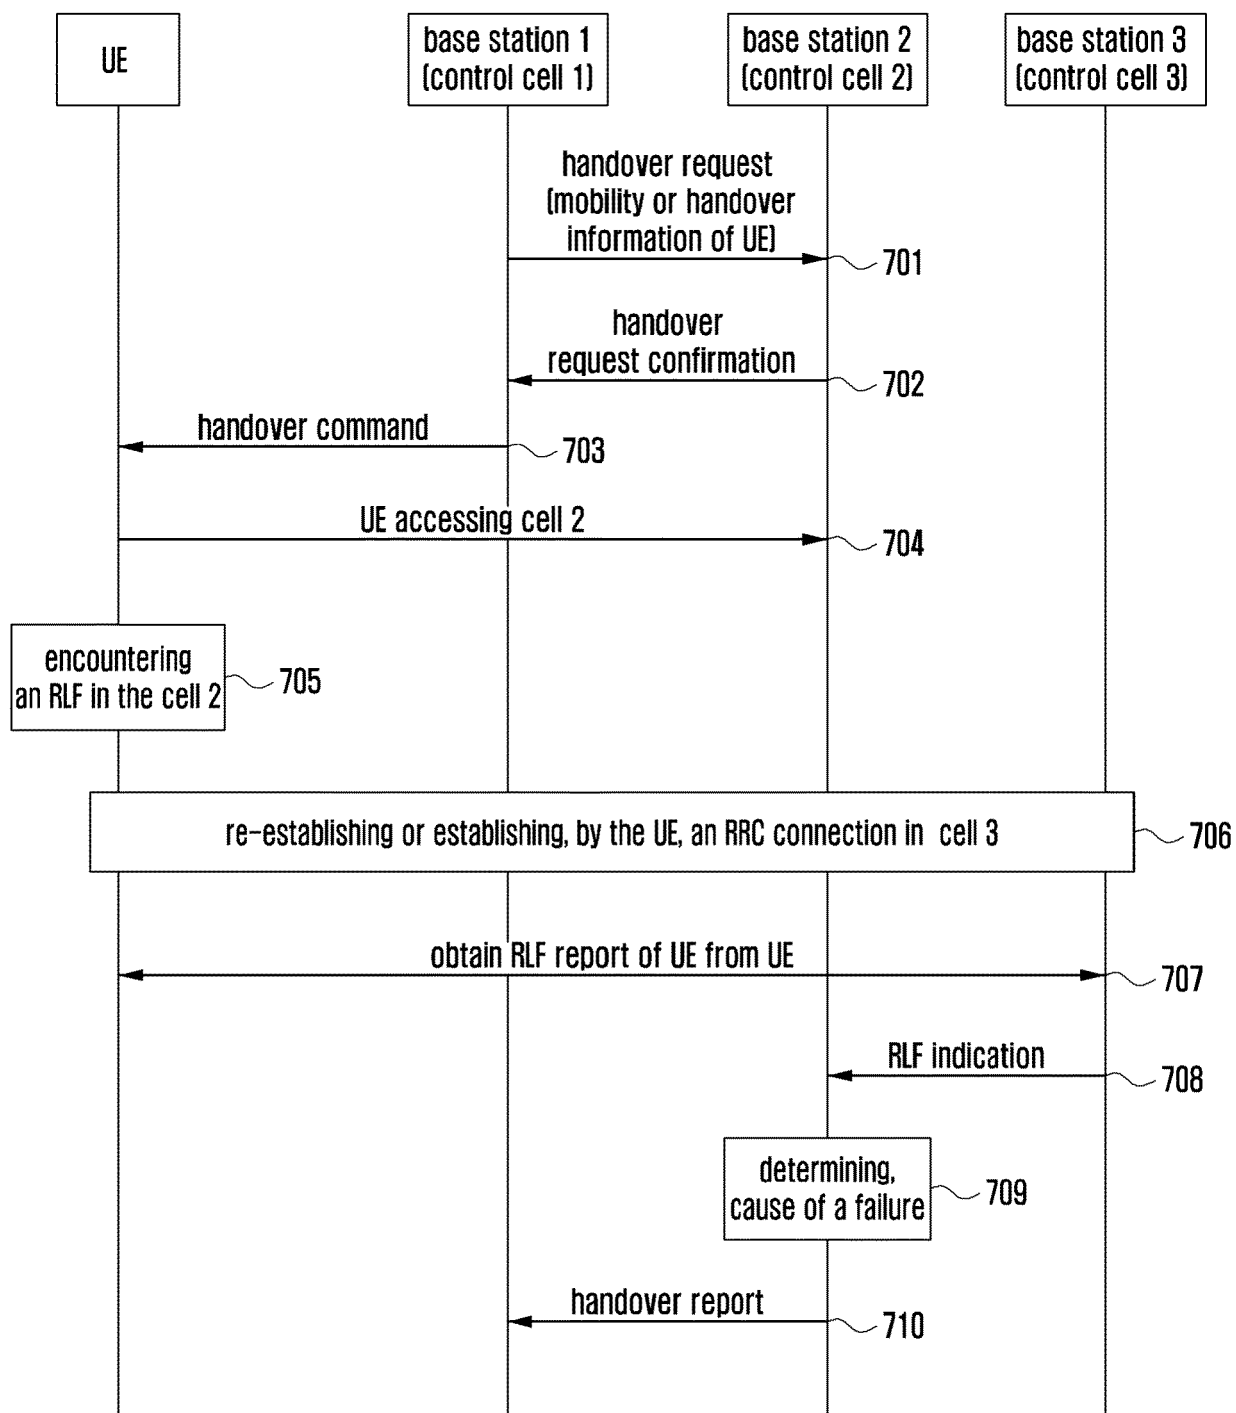 UE
base station 1
(control cell 1)
base station 2
(control cell 2)
base station 3
(control cell 3)
handover request
(mobility or handover
information of UE)
701
handover
request confirmation
702
handover command
703
UE accessing cell 2
704
encountering
an RLF in the cell 2
705
re-establishing or establishing, by the UE, an RRC connection in cell 3
706
obtain RLF report of UE from UE
707
RLF indication
708
determining,
cause of a failure
709
handover report
710